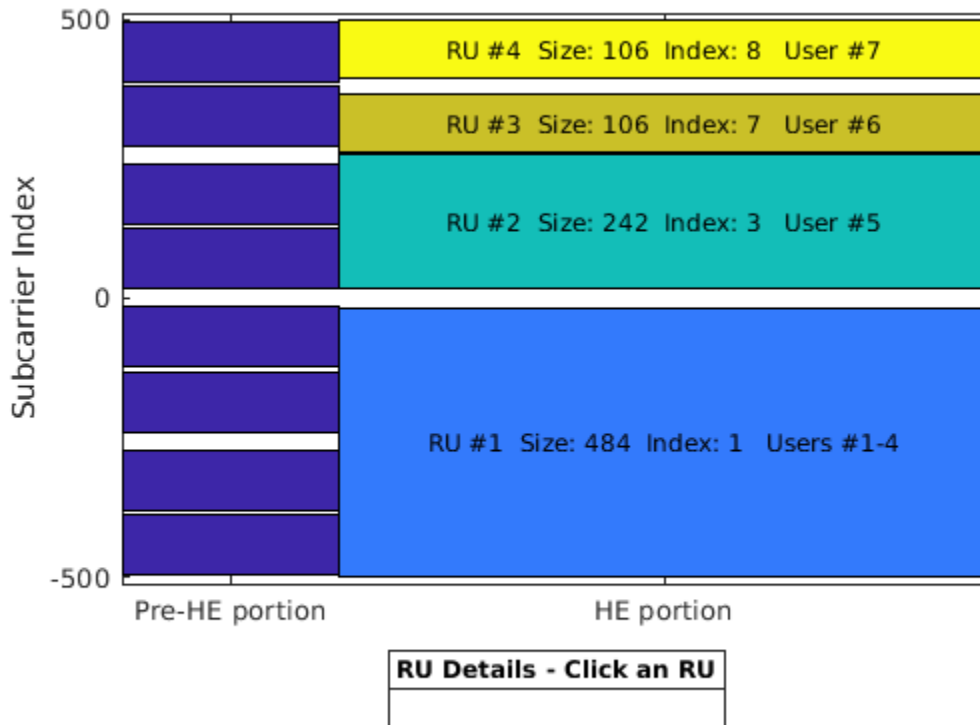 500
RU #4 Size: 106 Index: 8 User #7
RU #3 Size: 106 Index: 7 User #6
RU #2 Size: 242 Index: 3 User #5
Subcarrier Index
0
RU #1 Size: 484 Index: 1 Users #1-4
-500
Pre-HE portion
HE portion
RU Details - Click an RU